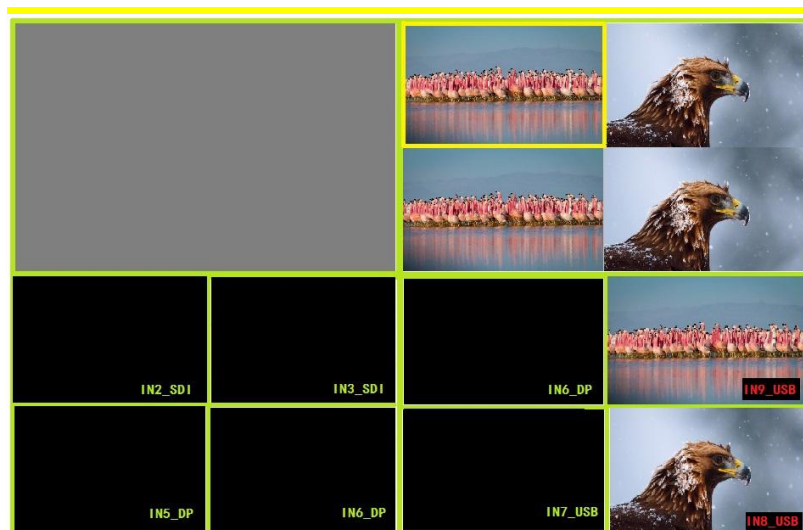 IN2_SDI
IN3_SDI
IN6_DP
IN9_USB
IN5_DP
IN6_DP
IN7_USB
IN8_USB